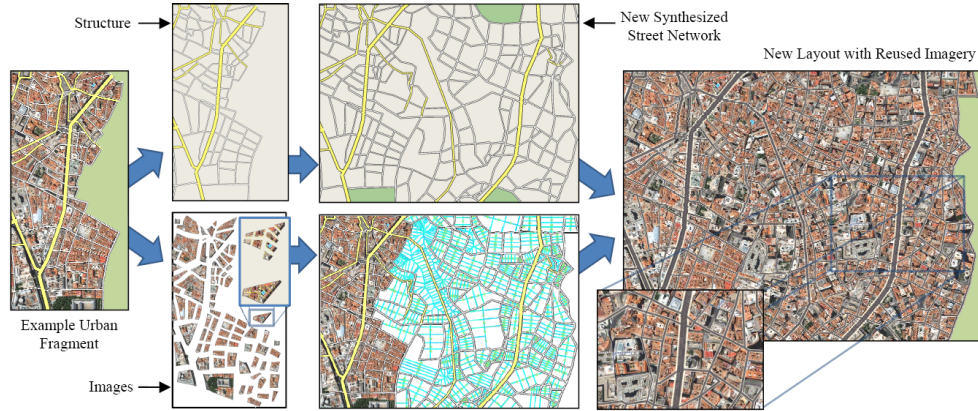 Structure
New Synthesized
Street Network
New Layout with Reused Imagery
Example Urban
Fragment
Images